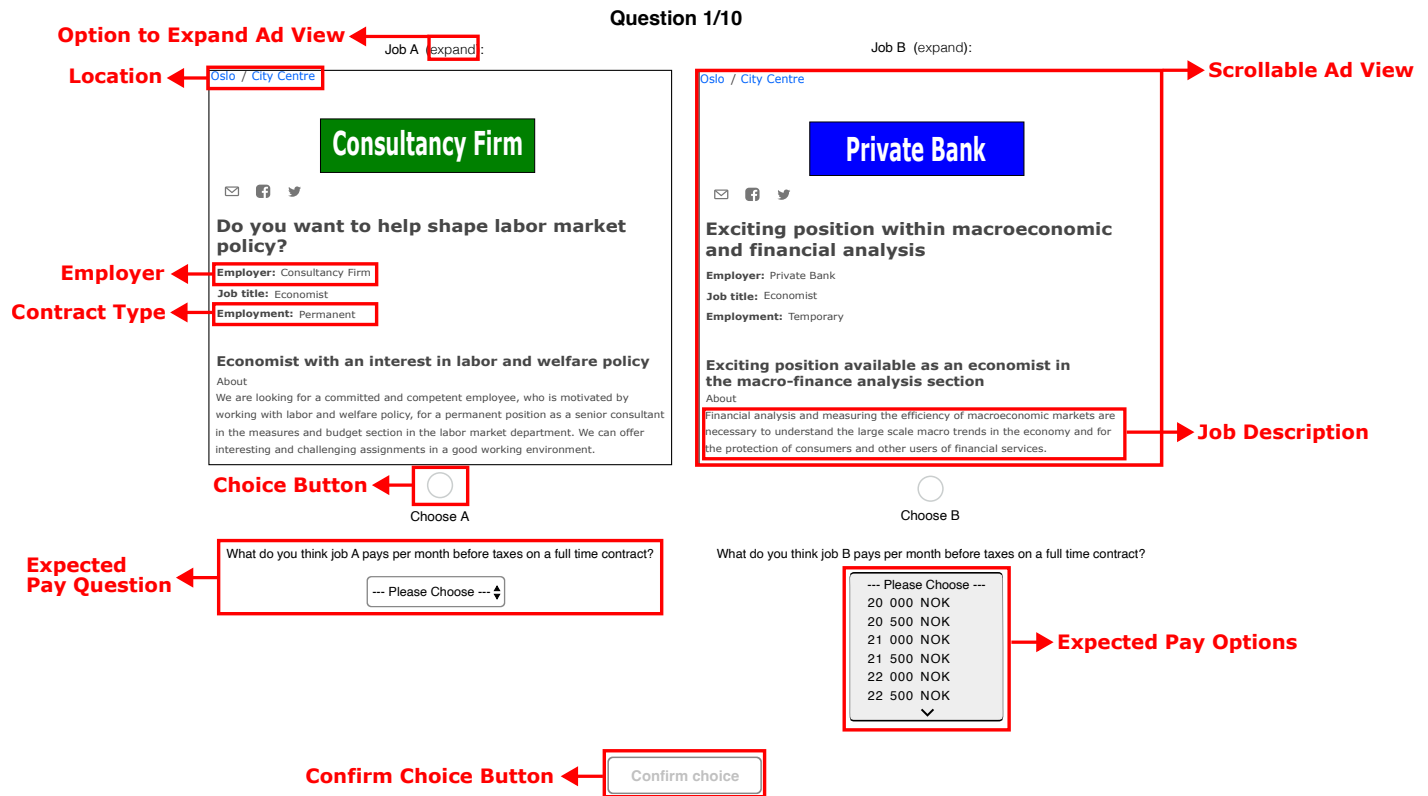 Question 1/10
Option to Expand Ad View
Job A (expand):
Job B (expand):
Location
Oslo / City Centre
Oslo / City Centre
Scrollable Ad View
Consultancy Firm
Private Bank
Do you want to help shape labor market
policy?
Exciting position within macroeconomic
and financial analysis
Employer
Employer: Consultancy Firm
Employer: Private Bank
Job title: Economist
Job title: Economist
Contract Type
Employment: Permanent
Employment: Temporary
Economist with an interest in labor and welfare policy
About
We are looking for a committed and competent employee, who is motivated by
working with labor and welfare policy, for a permanent position as a senior consultant
in the measures and budget section in the labor market department. We can offer
interesting and challenging assignments in a good working environment.
Exciting position available as an economist in
the macro-finance analysis section
About
Financial analysis and measuring the efficiency of macroeconomic markets are
necessary to understand the large scale macro trends in the economy and for
the protection of consumers and other users of financial services.
Job Description
Choice Button
Choose A
Choose B
Expected
Pay Question
What do you think job A pays per month before taxes on a full time contract?
--- Please Choose ---
What do you think job B pays per month before taxes on a full time contract?
--- Please Choose ---
20 000 NOK
20 500 NOK
21 000 NOK
21 500 NOK
22 000 NOK
22 500 NOK
Expected Pay Options
Confirm Choice Button
Confirm choice